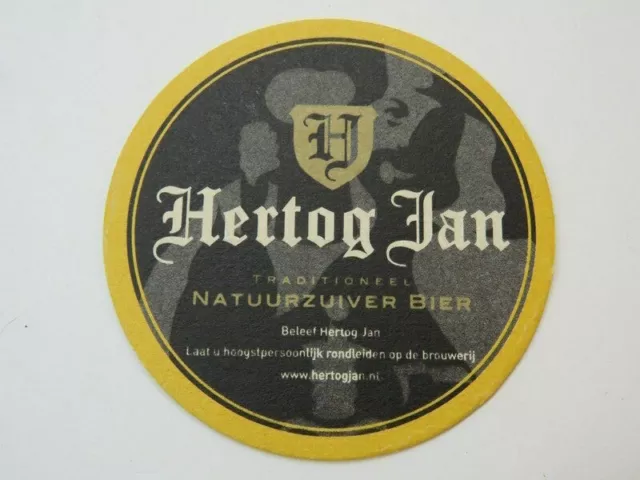 HJ
Hertog Jan
TRADITIONEEL
NATUURZUIVER BIER
Beleef Hertog Jan
Laat u hoogstpersoonlijk rondleiden op de brouwerij
www.hertogjan.nl